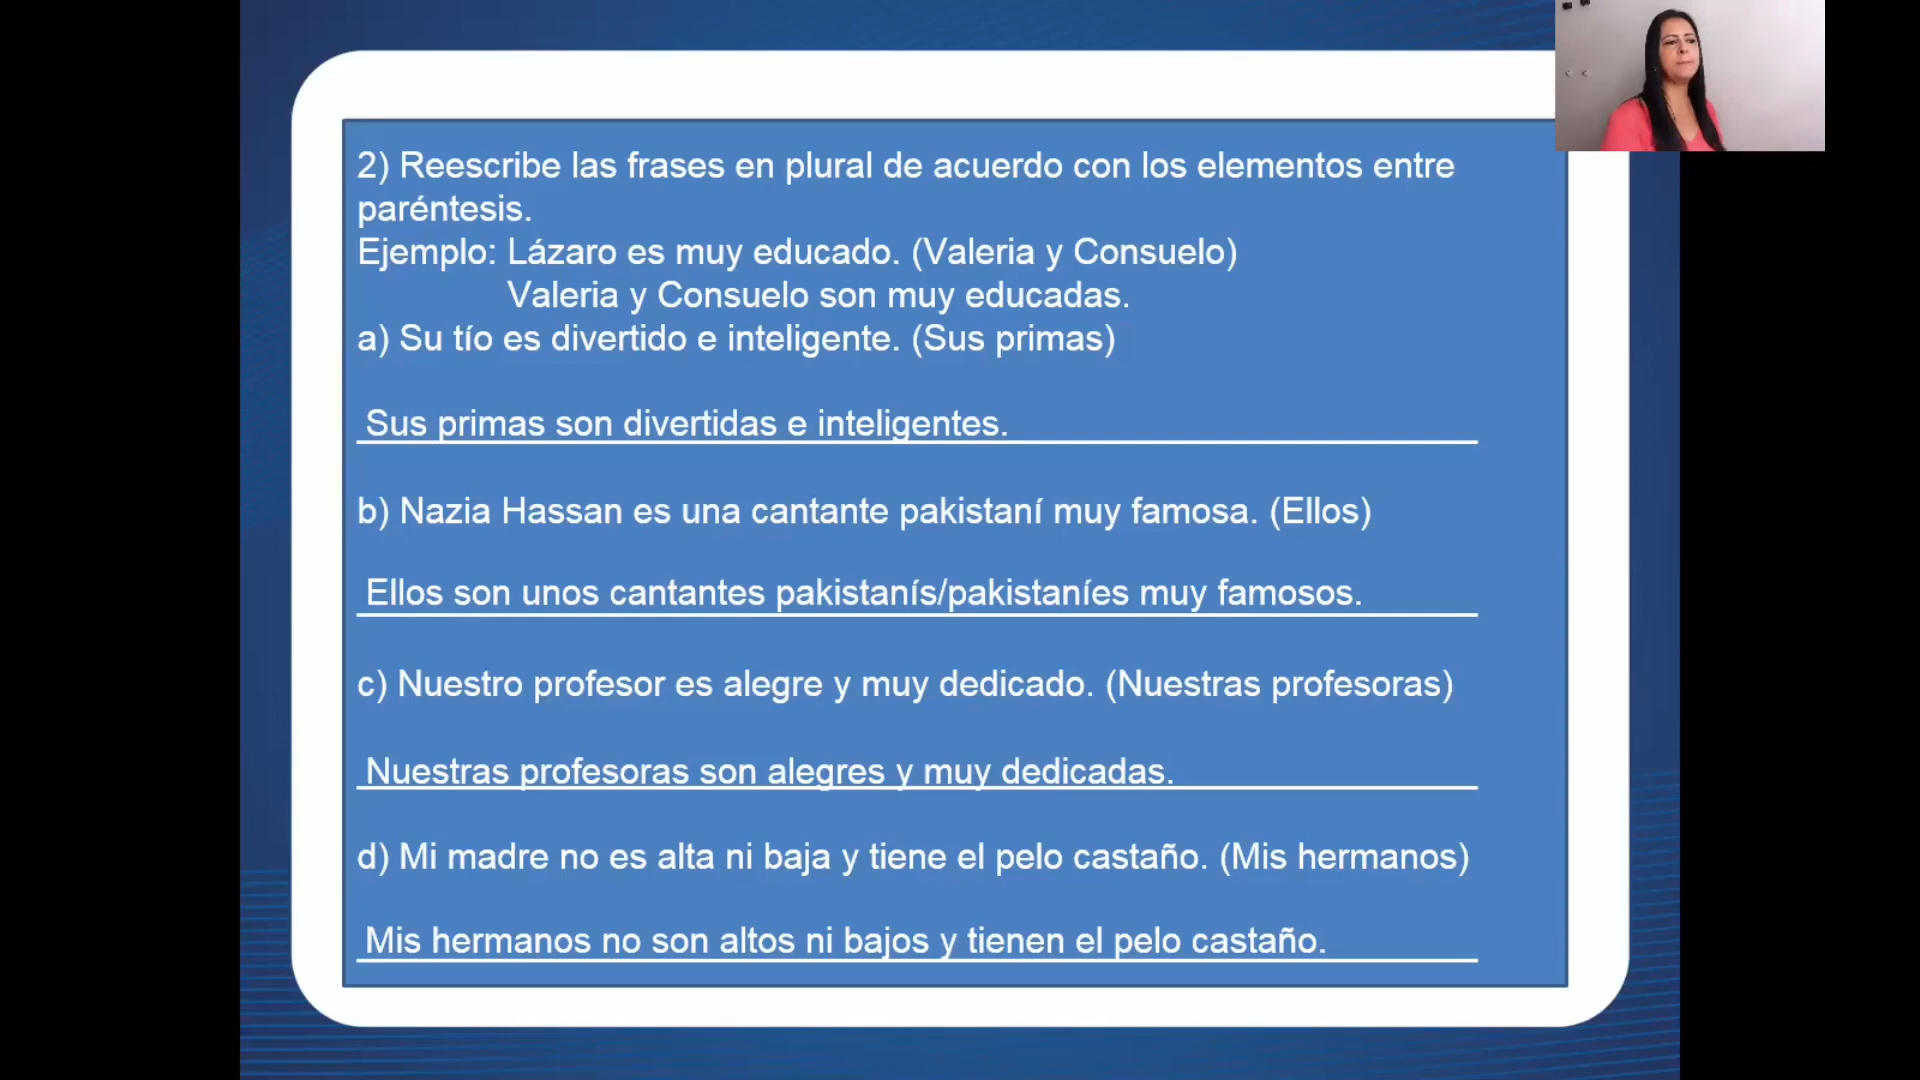 2) Reescribe las frases en plural de acuerdo con los elementos entre
paréntesis.
Ejemplo: Lázaro es muy educado. (Valeria y Consuelo)
Valeria y Consuelo son muy educadas.
a) Su tío es divertido e inteligente. (Sus primas)
Sus primas son divertidas e inteligentes.
b) Nazia Hassan es una cantante pakistaní muy famosa. (Ellos)
Ellos son unos cantantes pakistanís/pakistaníes muy famosos.
c) Nuestro profesor es alegre y muy dedicado. (Nuestras profesoras)
Nuestras profesoras son alegres y muy dedicadas.
d) Mi madre no es alta ni baja y tiene el pelo castaño. (Mis hermanos)
Mis hermanos no son altos ni bajos y tienen el pelo castaño.